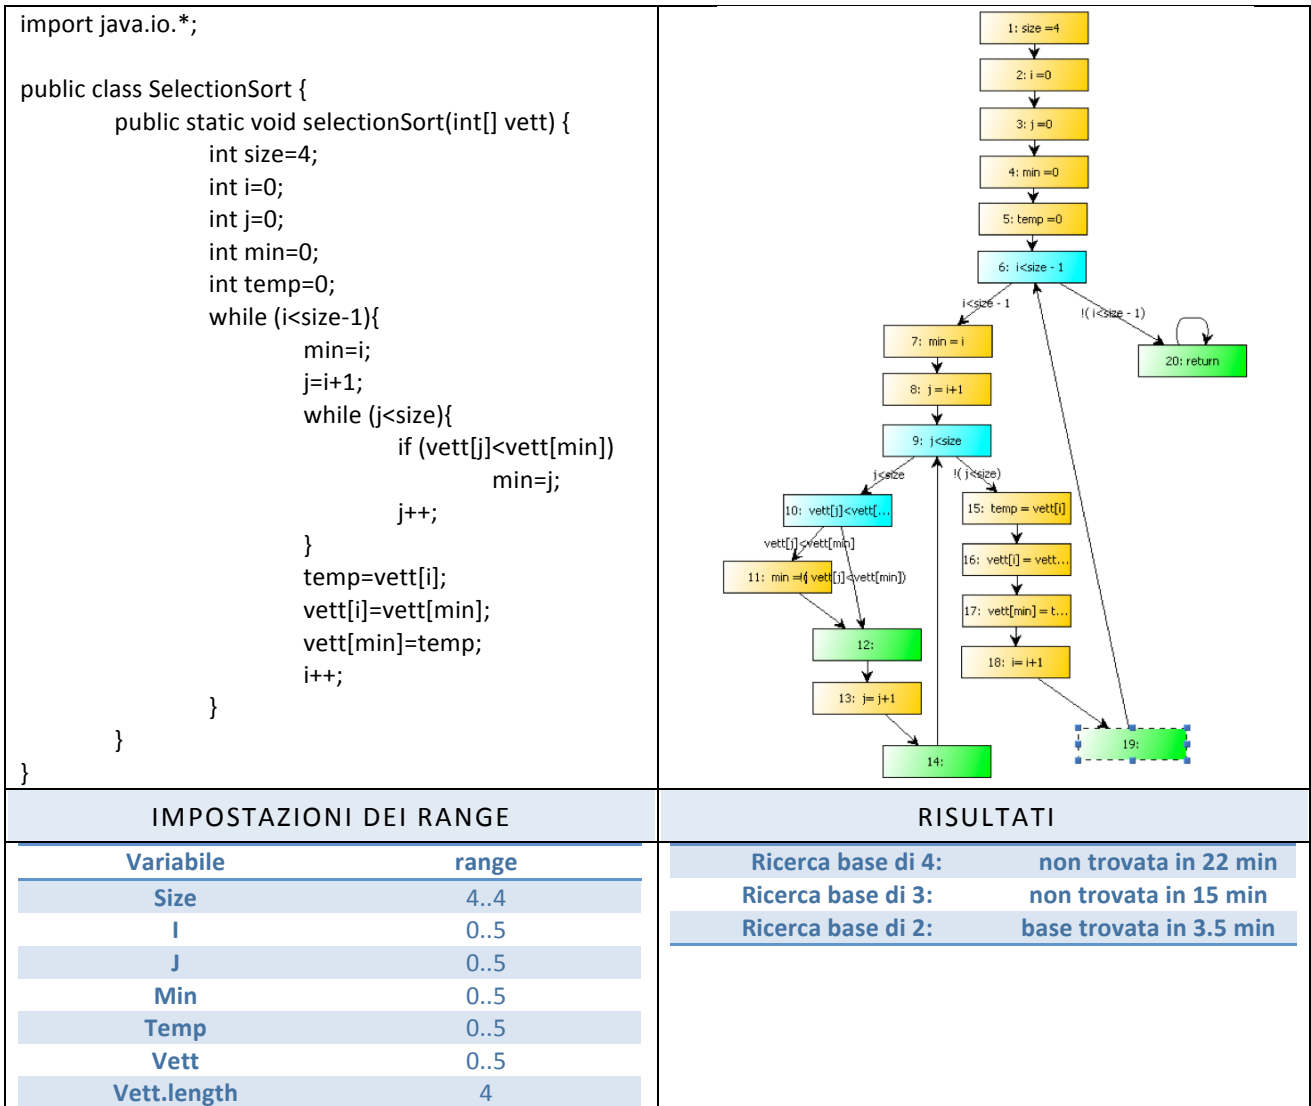 import java.io.*;
public class SelectionSort {
public static void selectionSort(int[] vett) {
int size=4;
int i=0;
int j=0;
int min=0;
int temp=0;
while (i<size-1){
min=i;
j=i+1;
while (j<size){
if (vett[j]<vett[min])
min=j;
j++;
}
temp=vett[i];
vett[i]=vett[min];
vett[min]=temp;
i++;
}
}
}
1: size =4
2: i =0
3: j =0
4: min =0
5: temp =0
6: i<size - 1
i<size - 1
!( i<size - 1)
7: min = i
20: return
8: j = i+1
9: j<size
j<size
!( j<size)
10: vett[j]<vett[...
15: temp = vett[i]
vett[j]<vett[min]
16: vett[i] = vett...
11: min =
!( vett[j]<vett[min])
17: vett[min] = t...
12:
18: i= i+1
13: j= j+1
19:
14:
IMPOSTAZIONI DEI RANGE
Variabile range
Size 4..4
I 0..5
J 0..5
Min 0..5
Temp 0..5
Vett 0..5
Vett.length 4
RISULTATI
Ricerca base di 4: non trovata in 22 min
Ricerca base di 3: non trovata in 15 min
Ricerca base di 2: base trovata in 3.5 min